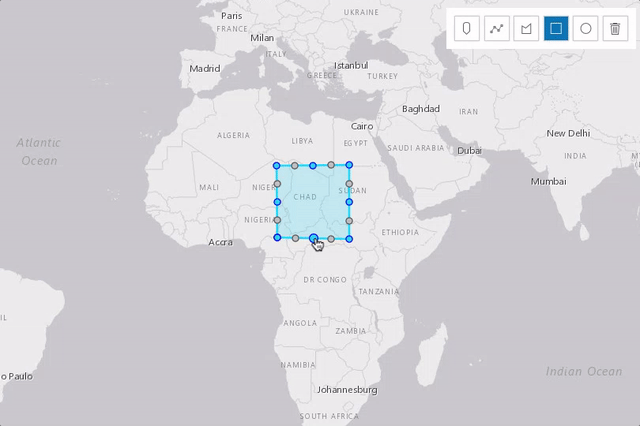 UKRAINE
Paris
FRANCE
Milan
ITALY
Istanbul
GREECE
TURKEY
Madrid
Baghdad
IRAN
Cairo
ALGERIA
LIBYA
EGYPT
New Delhi
SAUDI ARABIA
Dubai
INDIA
Atlantic
Ocean
MALI
NIGER
CHAD
SUDAN
Mumbai
NIGERIA
ETHIOPIA
Accra
DR CONGO
TANZANIA
IL
ANGOLA
ZAMBIA
NAMIBIA
Indian Ocean
o Paulo
Johannesburg
SOUTH AFRICA